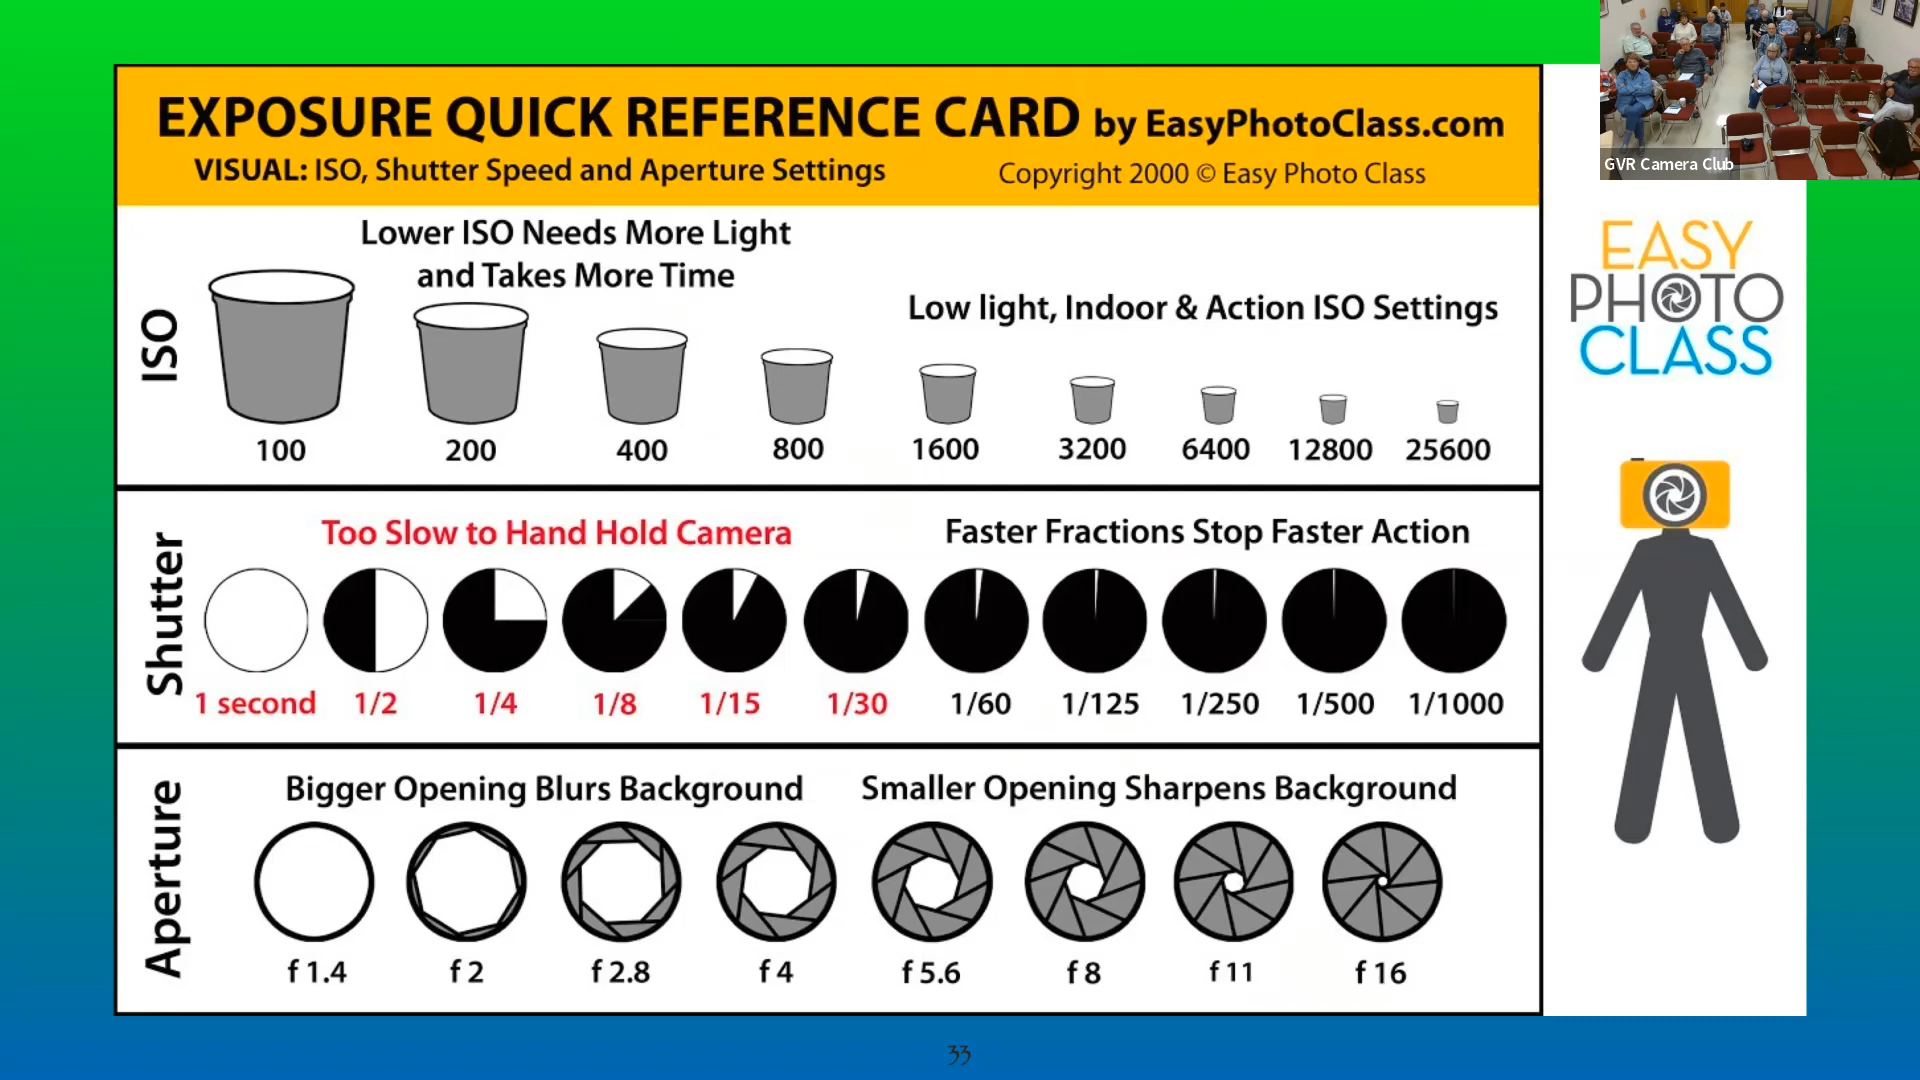 EXPOSURE QUICK REFERENCE CARD by EasyPhotoClass.com
VISUAL: ISO, Shutter Speed and Aperture Settings
Copyright 2000 © Easy Photo Class
GVR Camera Club
ISO
Lower ISO Needs More Light
and Takes More Time
Low light, Indoor & Action ISO Settings
100 200 400 800 1600 3200 6400 12800 25600
Shutter
Too Slow to Hand Hold Camera
Faster Fractions Stop Faster Action
1 second 1/2 1/4 1/8 1/15 1/30 1/60 1/125 1/250 1/500 1/1000
Aperture
Bigger Opening Blurs Background
Smaller Opening Sharpens Background
f 1.4 f 2 f 2.8 f 4 f 5.6 f 8 f 11 f 16
EASY
PHOTO
CLASS
33